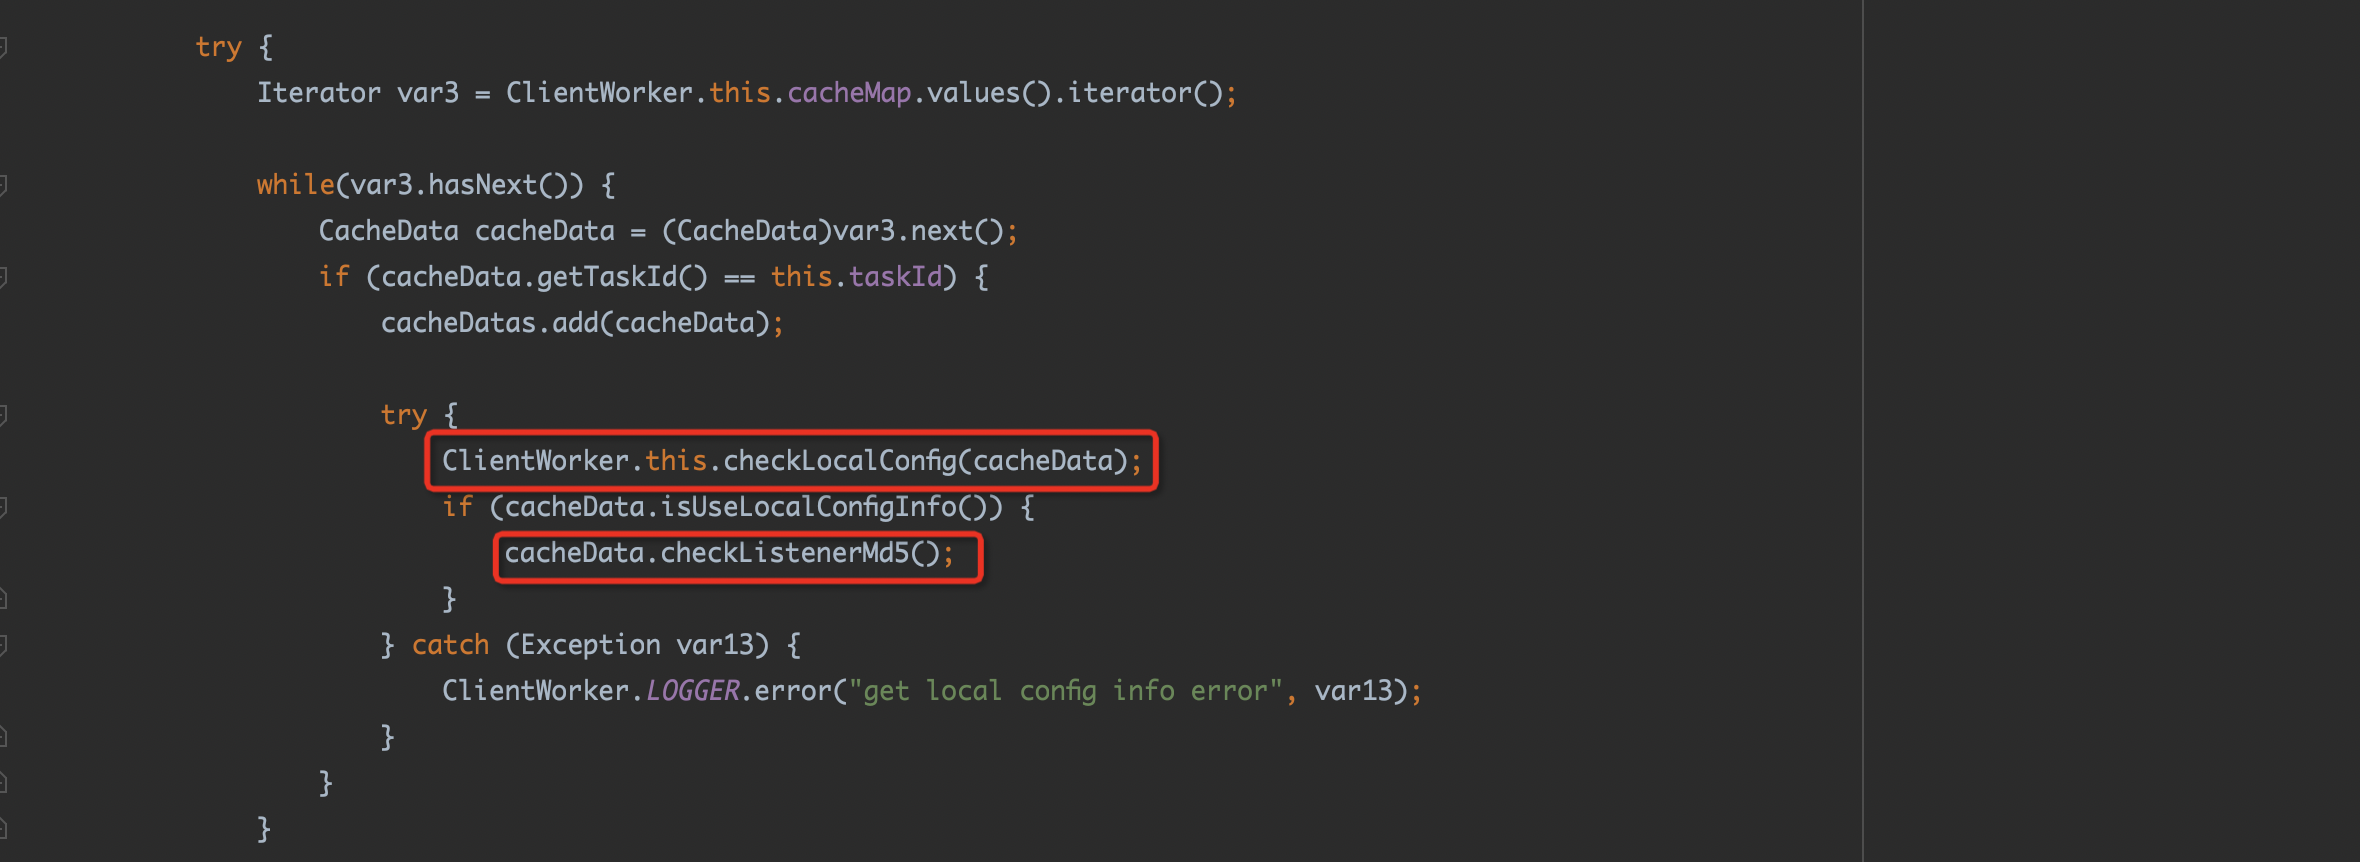 try {
Iterator var3 = ClientWorker.this.cacheMap.values().iterator();
while(var3.hasNext()) {
CacheData cacheData = (CacheData)var3.next();
if (cacheData.getTaskId() == this.taskId) {
cacheDatas.add(cacheData);
try {
ClientWorker.this.checkLocalConfig(cacheData);
if (cacheData.isUseLocalConfigInfo()) {
cacheData.checkListenerMd5();
}
} catch (Exception var13) {
ClientWorker.LOGGER.error("get local config info error", var13);
}
}
}